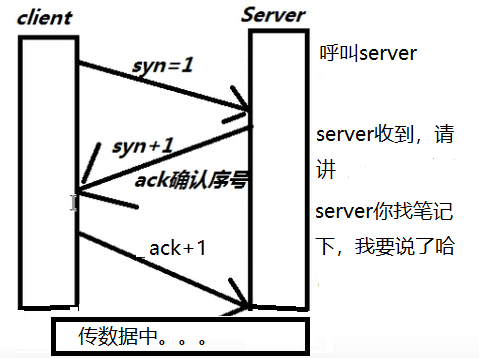 client
Server
呼叫server
syn=1
syn+1
server收到，请
讲
ack确认序号
server你找笔记
下，我要说了哈
ack+1
传数据中。。。